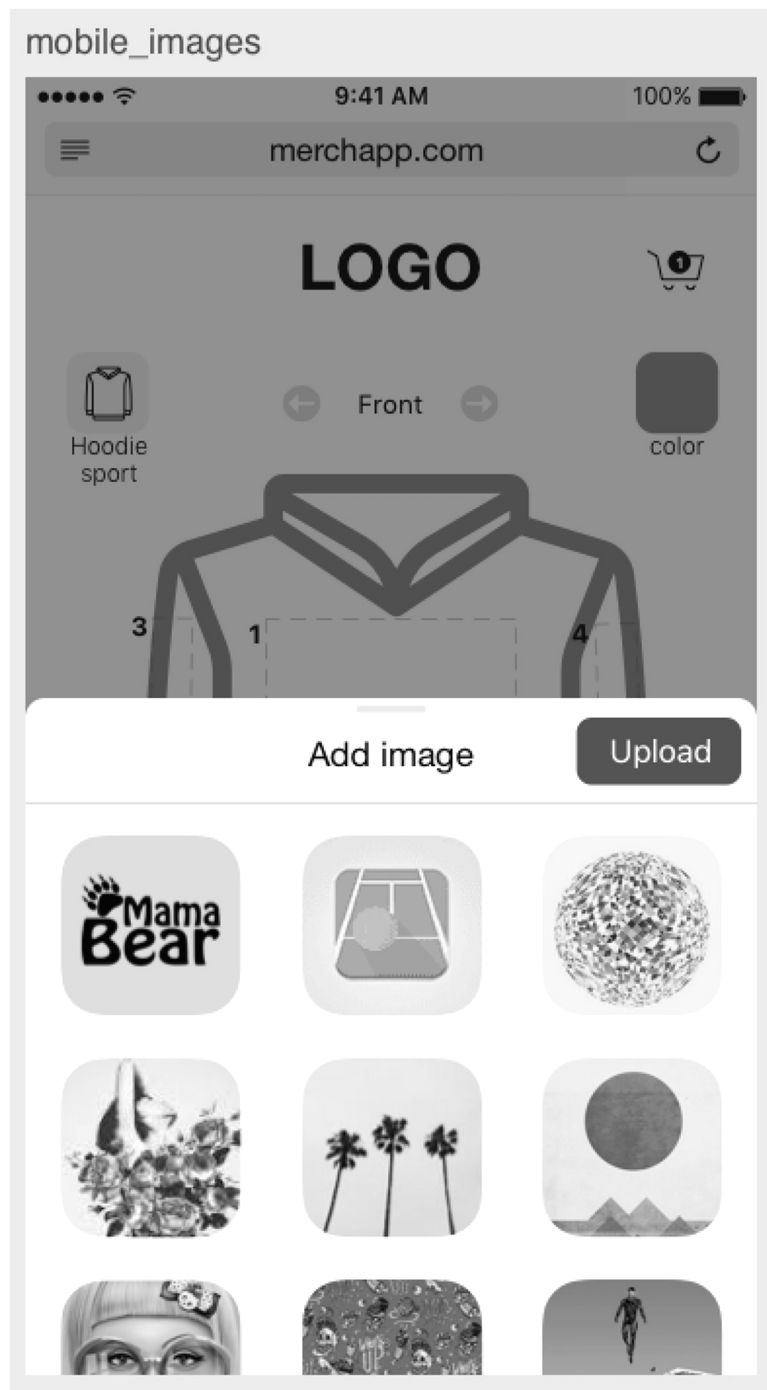 mobile_images
9:41 AM
100%
merchapp.com
LOGO
1
Front
Hoodie
sport
color
3
1
4
Add image
Upload
Mama
Bear